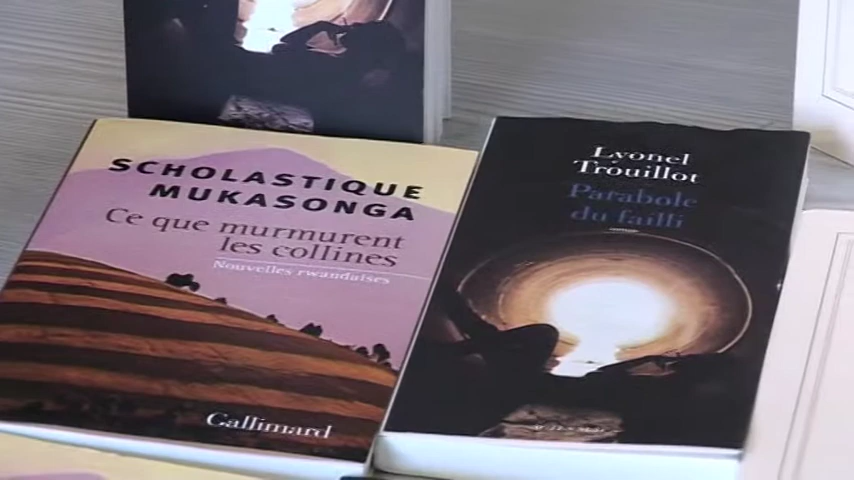 SCHOLASTIQUE
MUKASONGA
Ce que murmurent
les collines
Nouvelles rwandaises
Gallimard
Lyonel
Trouillot
Parabole
du failli